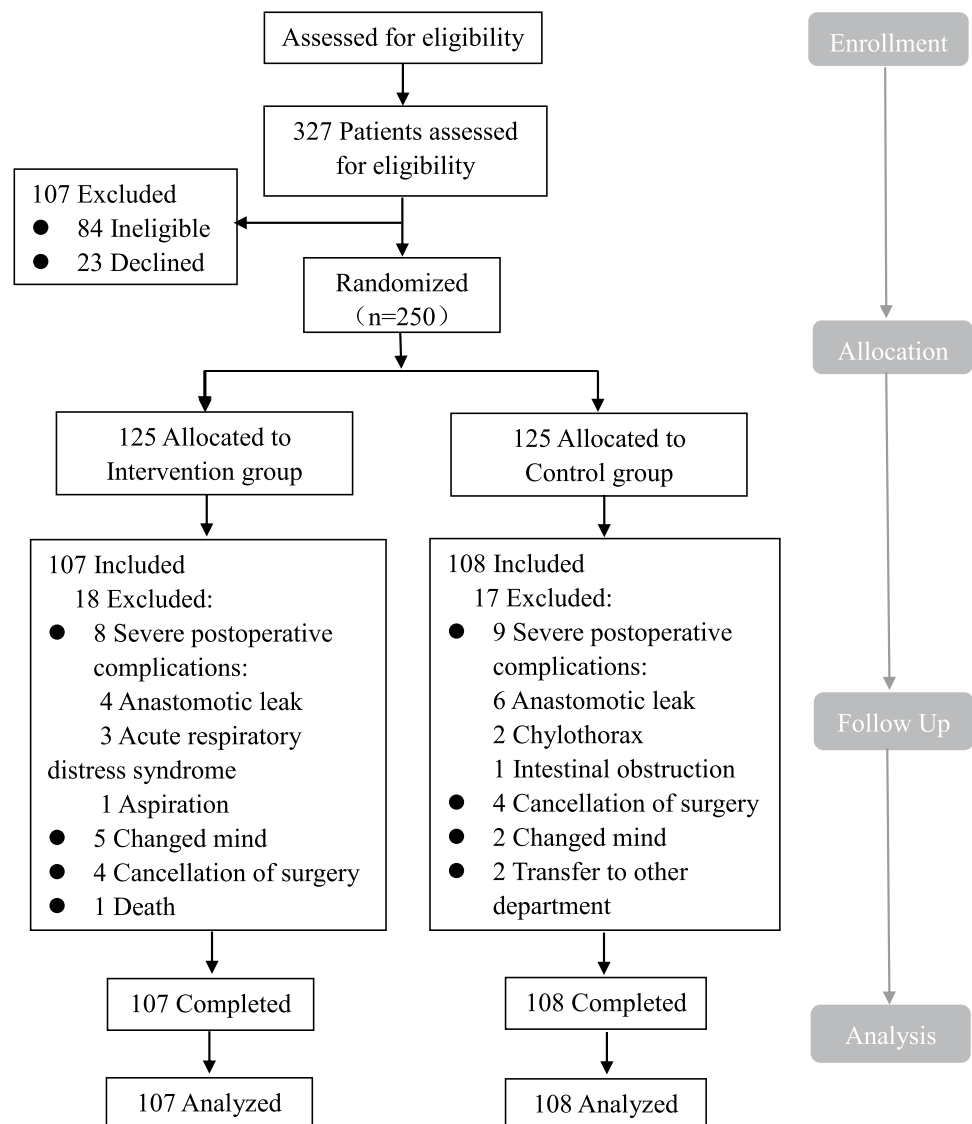 Assessed for eligibility
327 Patients assessed
for eligibility
107 Excluded
● 84 Ineligible
● 23 Declined
Randomized
（n=250）
125 Allocated to
Intervention group
125 Allocated to
Control group
107 Included
18 Excluded:
● 8 Severe postoperative
complications:
4 Anastomotic leak
3 Acute respiratory
distress syndrome
1 Aspiration
● 5 Changed mind
● 4 Cancellation of surgery
● 1 Death
108 Included
17 Excluded:
● 9 Severe postoperative
complications:
6 Anastomotic leak
2 Chylothorax
1 Intestinal obstruction
● 4 Cancellation of surgery
● 2 Changed mind
● 2 Transfer to other
department
107 Completed
108 Completed
107 Analyzed
108 Analyzed
Enrollment
Allocation
Follow Up
Analysis